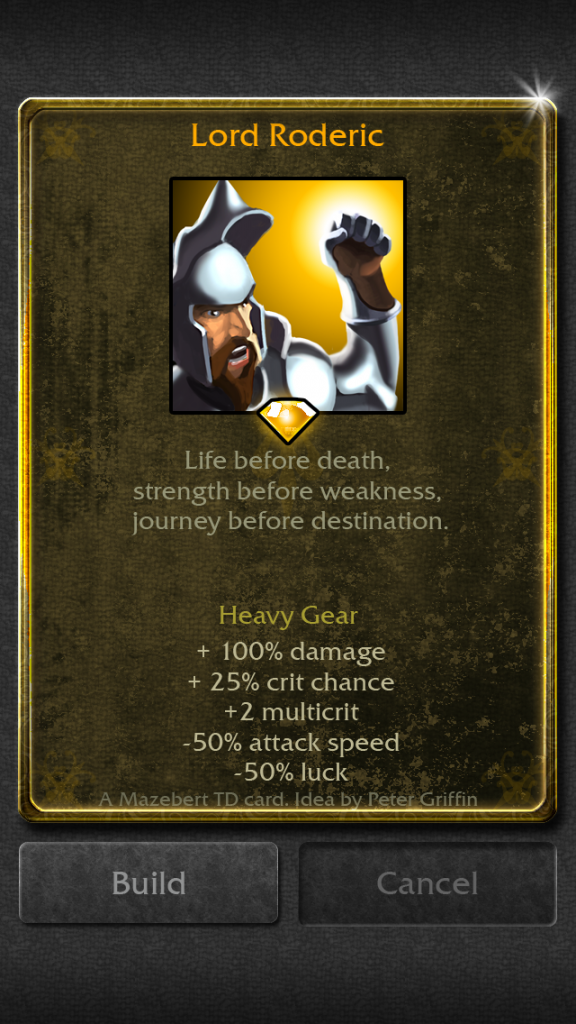 Lord Roderic
Life before death,
strength before weakness,
journey before destination.
Heavy Gear
+ 100% damage
+ 25% crit chance
+2 multicrit
-50% attack speed
-50% luck
A Mazebert TD card. Idea by Peter Griffin
Build
Cancel